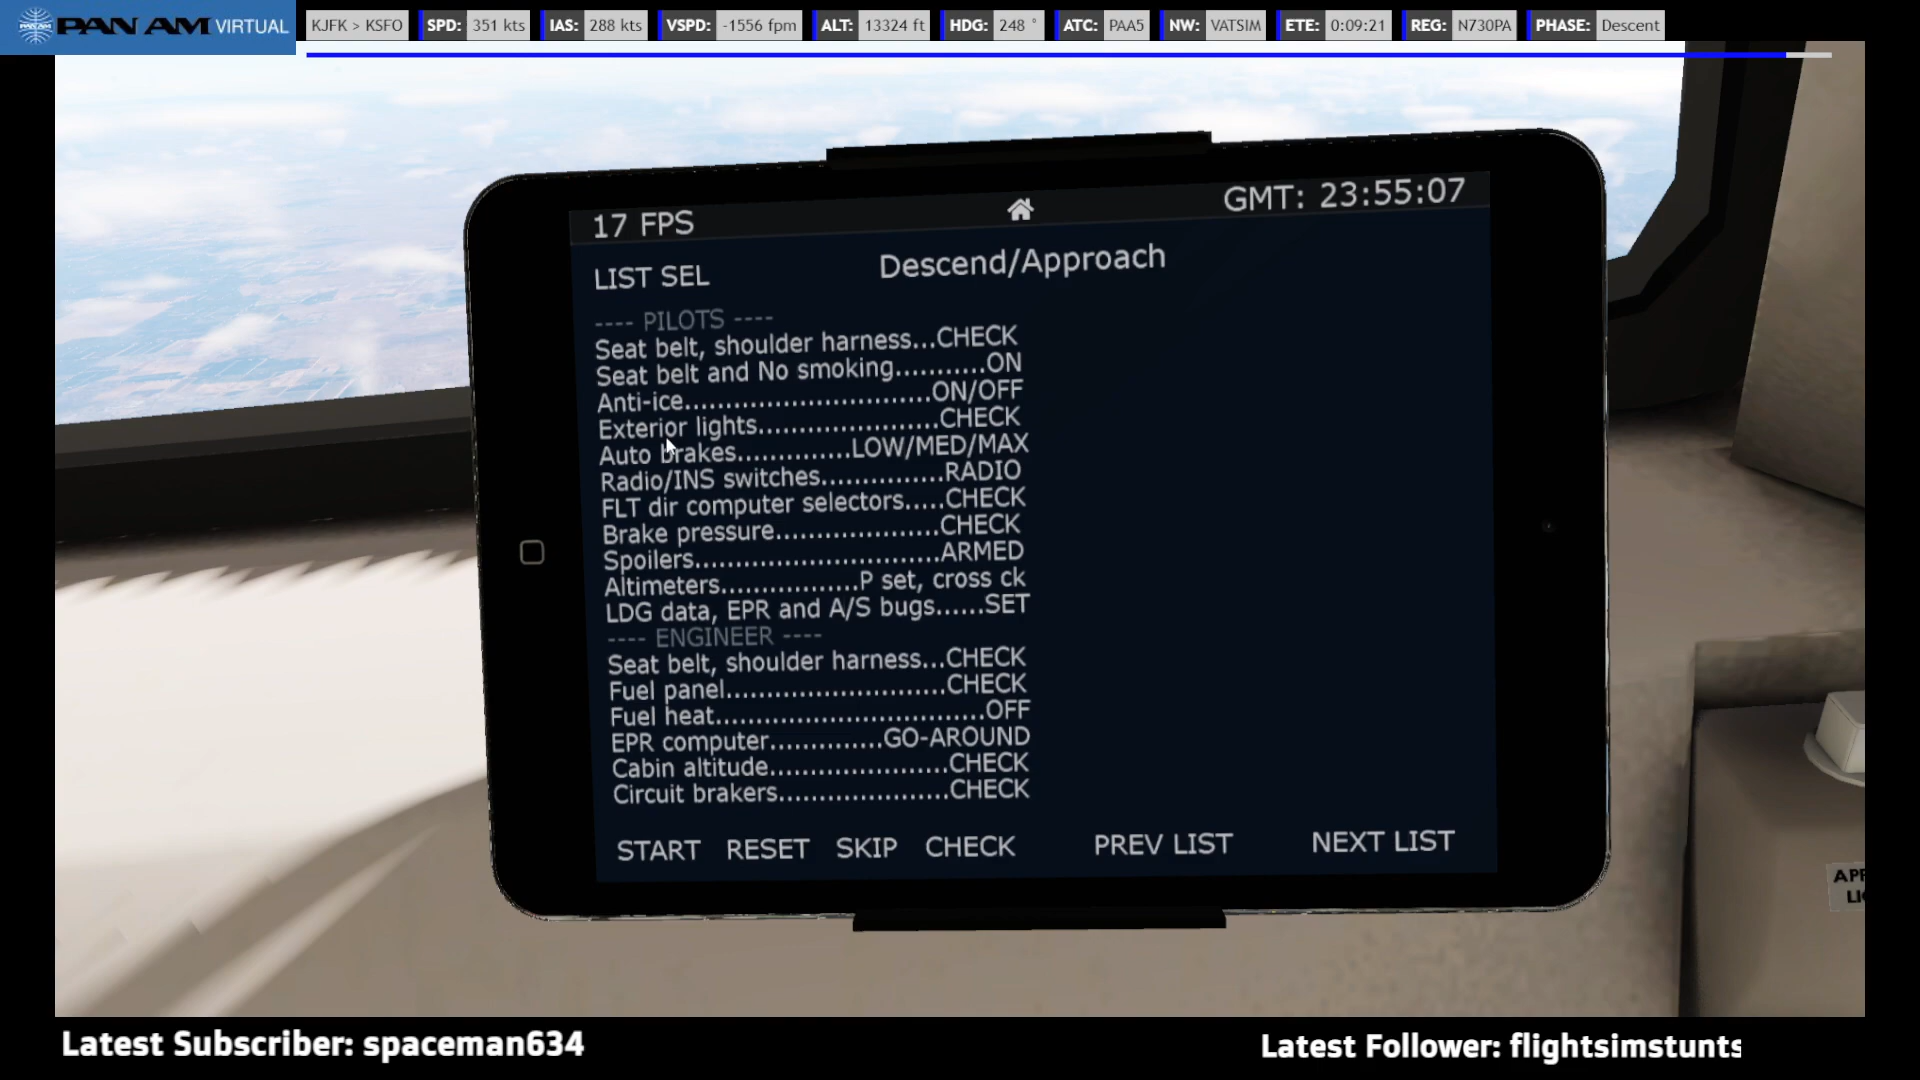 PAN AM VIRTUAL KJFK > KSFO SPD: 351 kts IAS: 288 kts VSPD: -1556 fpm ALT: 13324 ft HDG: 248 ° ATC: PAA5 NW: VATSIM ETE: 0:09:21 REG: N730PA PHASE: Descent
17 FPS GMT: 23:55:07
LIST SEL Descend/Approach
---- PILOTS ----
Seat belt, shoulder harness...CHECK
Seat belt and No smoking...........ON
Anti-ice..............................ON/OFF
Exterior lights......................CHECK
Auto brakes..............LOW/MED/MAX
Radio/INS switches...............RADIO
FLT dir computer selectors.....CHECK
Brake pressure....................CHECK
Spoilers..............................ARMED
Altimeters.................P set, cross ck
LDG data, EPR and A/S bugs......SET
---- ENGINEER ----
Seat belt, shoulder harness...CHECK
Fuel panel...........................CHECK
Fuel heat.................................OFF
EPR computer..............GO-AROUND
Cabin altitude......................CHECK
Circuit brakers.....................CHECK
START RESET SKIP CHECK PREV LIST NEXT LIST
Latest Subscriber: spaceman634
Latest Follower: flightsimstunts